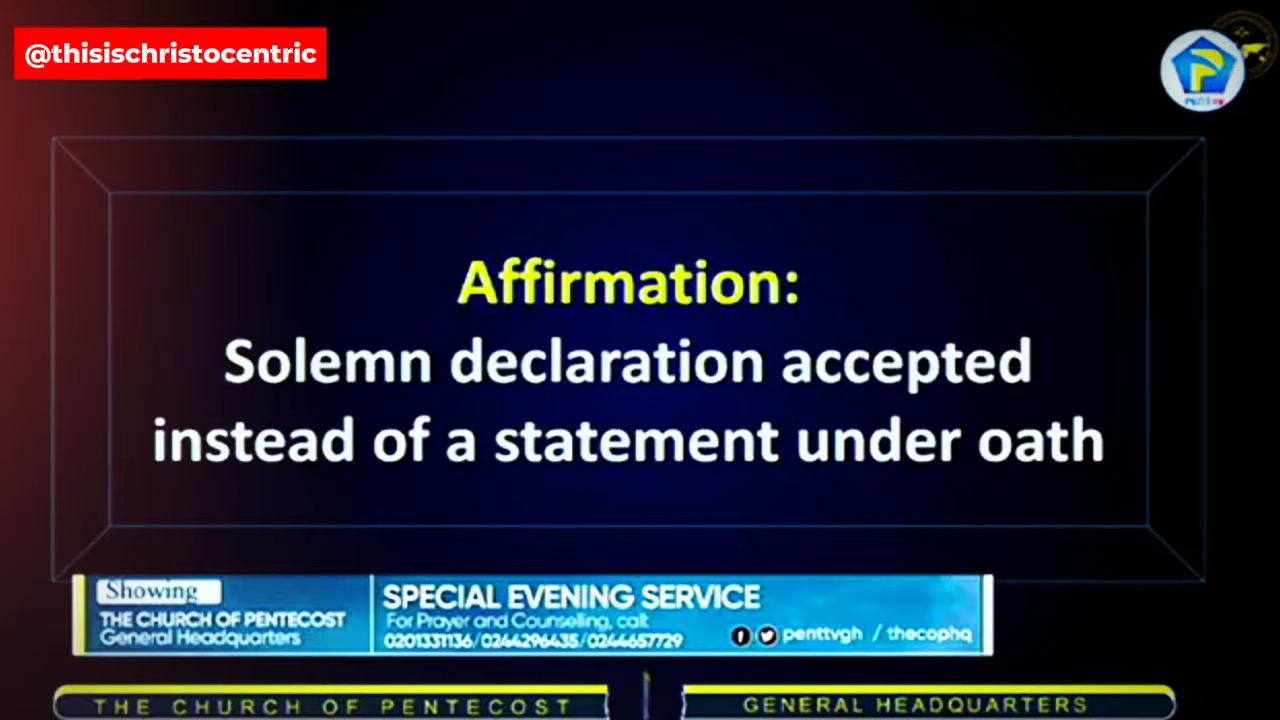 @thisischristocentric
Affirmation:
Solemn declaration accepted
instead of a statement under oath
Showing
THE CHURCH OF PENTECOST
General Headquarters
SPECIAL EVENING SERVICE
For Prayer and Counseling, call:
0201331136/0244296435/0244657729
penttvgh / thecophq
THE CHURCH OF PENTECOST
GENERAL HEADQUARTERS